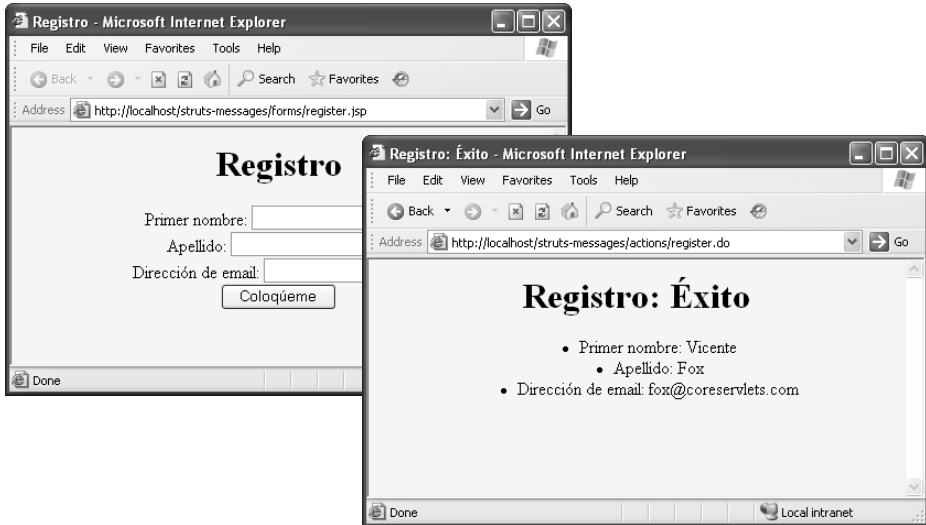 Registro - Microsoft Internet Explorer
File Edit View Favorites Tools Help
Back Search Favorites
Address http://localhost/struts-messages/forms/register.jsp Go
Registro
Primer nombre:
Apellido:
Dirección de email:
Coloqúeme
Done
Registro: Éxito - Microsoft Internet Explorer
File Edit View Favorites Tools Help
Back Search Favorites
Address http://localhost/struts-messages/actions/register.do Go
Registro: Éxito
• Primer nombre: Vicente
• Apellido: Fox
• Dirección de email: fox@coreservlets.com
Done Local intranet